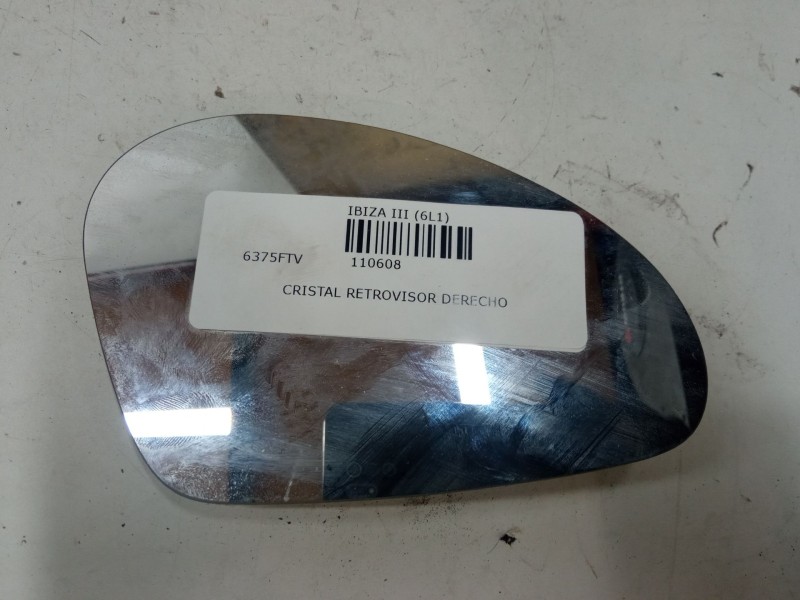 IBIZA III (6L1)
6375FTV 110608
CRISTAL RETROVISOR DERECHO